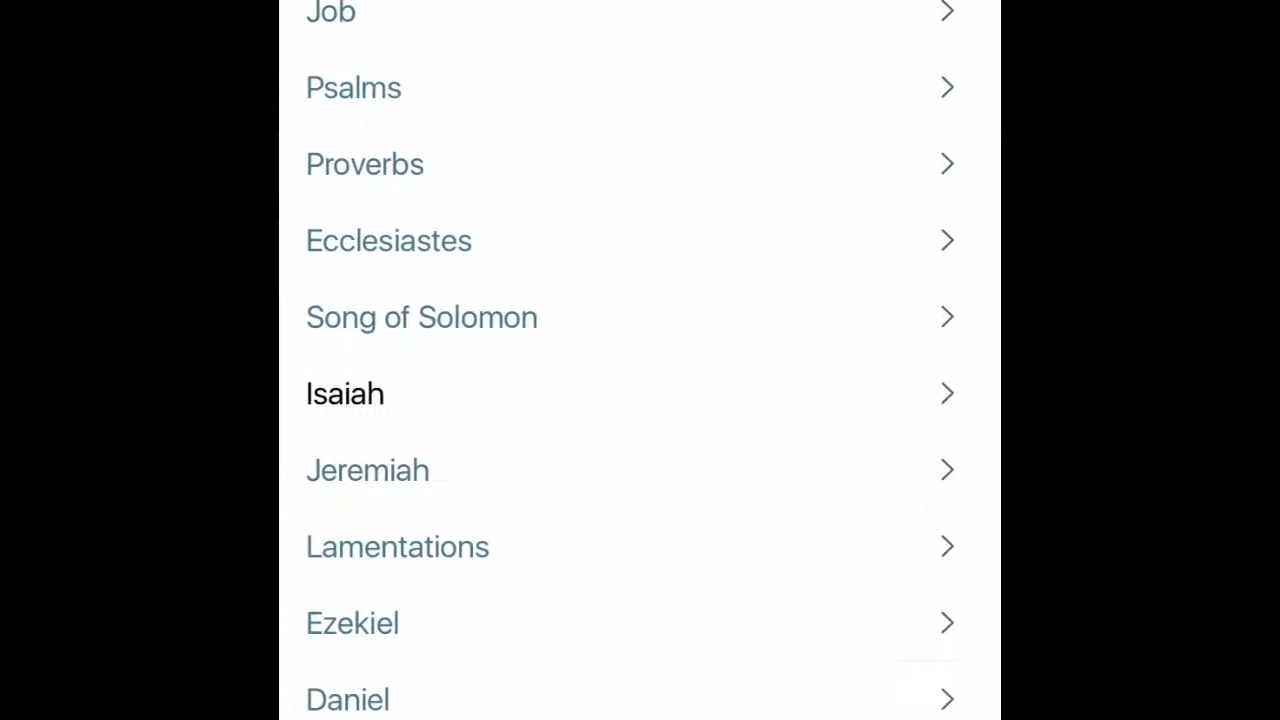 Job
Psalms
Proverbs
Ecclesiastes
Song of Solomon
Isaiah
Jeremiah
Lamentations
Ezekiel
Daniel